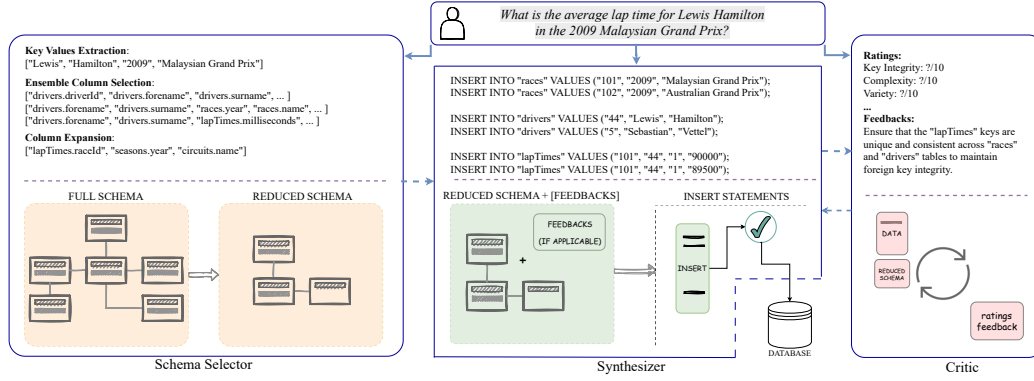 What is the average lap time for Lewis Hamilton
in the 2009 Malaysian Grand Prix?
Key Values Extraction:
["Lewis", "Hamilton", "2009", "Malaysian Grand Prix"]
Ensemble Column Selection:
["drivers.driverId", "drivers.forename", "drivers.surname", ... ]
["drivers.forename", "drivers.surname", "races.year", "races.name", ... ]
["drivers.forename", "drivers.surname", "lapTimes.milliseconds", ... ]
Column Expansion:
["lapTimes.raceId", "seasons.year", "circuits.name"]
FULL SCHEMA
REDUCED SCHEMA
Schema Selector
INSERT INTO "races" VALUES ("101", "2009", "Malaysian Grand Prix");
INSERT INTO "races" VALUES ("102", "2009", "Australian Grand Prix");
INSERT INTO "drivers" VALUES ("44", "Lewis", "Hamilton");
INSERT INTO "drivers" VALUES ("5", "Sebastian", "Vettel");
INSERT INTO "lapTimes" VALUES ("101", "44", "1", "90000");
INSERT INTO "lapTimes" VALUES ("101", "44", "1", "89500");
REDUCED SCHEMA + [FEEDBACKS]
FEEDBACKS
(IF APPLICABLE)
+
INSERT STATEMENTS
INSERT
DATABASE
Synthesizer
Ratings:
Key Integrity: ?/10
Complexity: ?/10
Variety: ?/10
...
Feedbacks:
Ensure that the "lapTimes" keys are
unique and consistent across "races"
and "drivers" tables to maintain
foreign key integrity.
DATA
REDUCED
SCHEMA
ratings
feedback
Critic